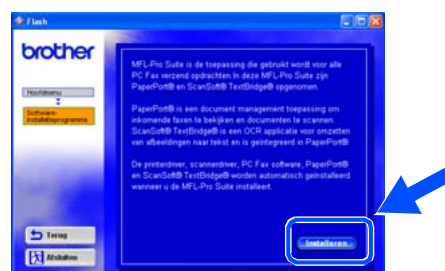 Flash
brother
Hoofdmenu
Software-
installatieprogramma
MFL-Pro Suite is de toepassing die gebruikt wordt voor alle
PC Fax verzend opdrachten.In deze MFL-Pro Suite zijn
PaperPort® en ScanSoft® TextBridge® opgenomen.
PaperPort® is een document management toepassing om
inkomende faxen te bekijken en documenten te scannen.
ScanSoft® TextBridge® is een OCR applicatie voor omzetten
van afbeeldingen naar tekst en is geintegreerd in PaperPort®.
De printerdriver, scannerdriver, PC Fax software, PaperPort®
en ScanSoft® TextBridge® worden automatisch geinstalleerd
wanneer u de MFL-Pro Suite installeert.
Terug
Afsluiten
Installeren